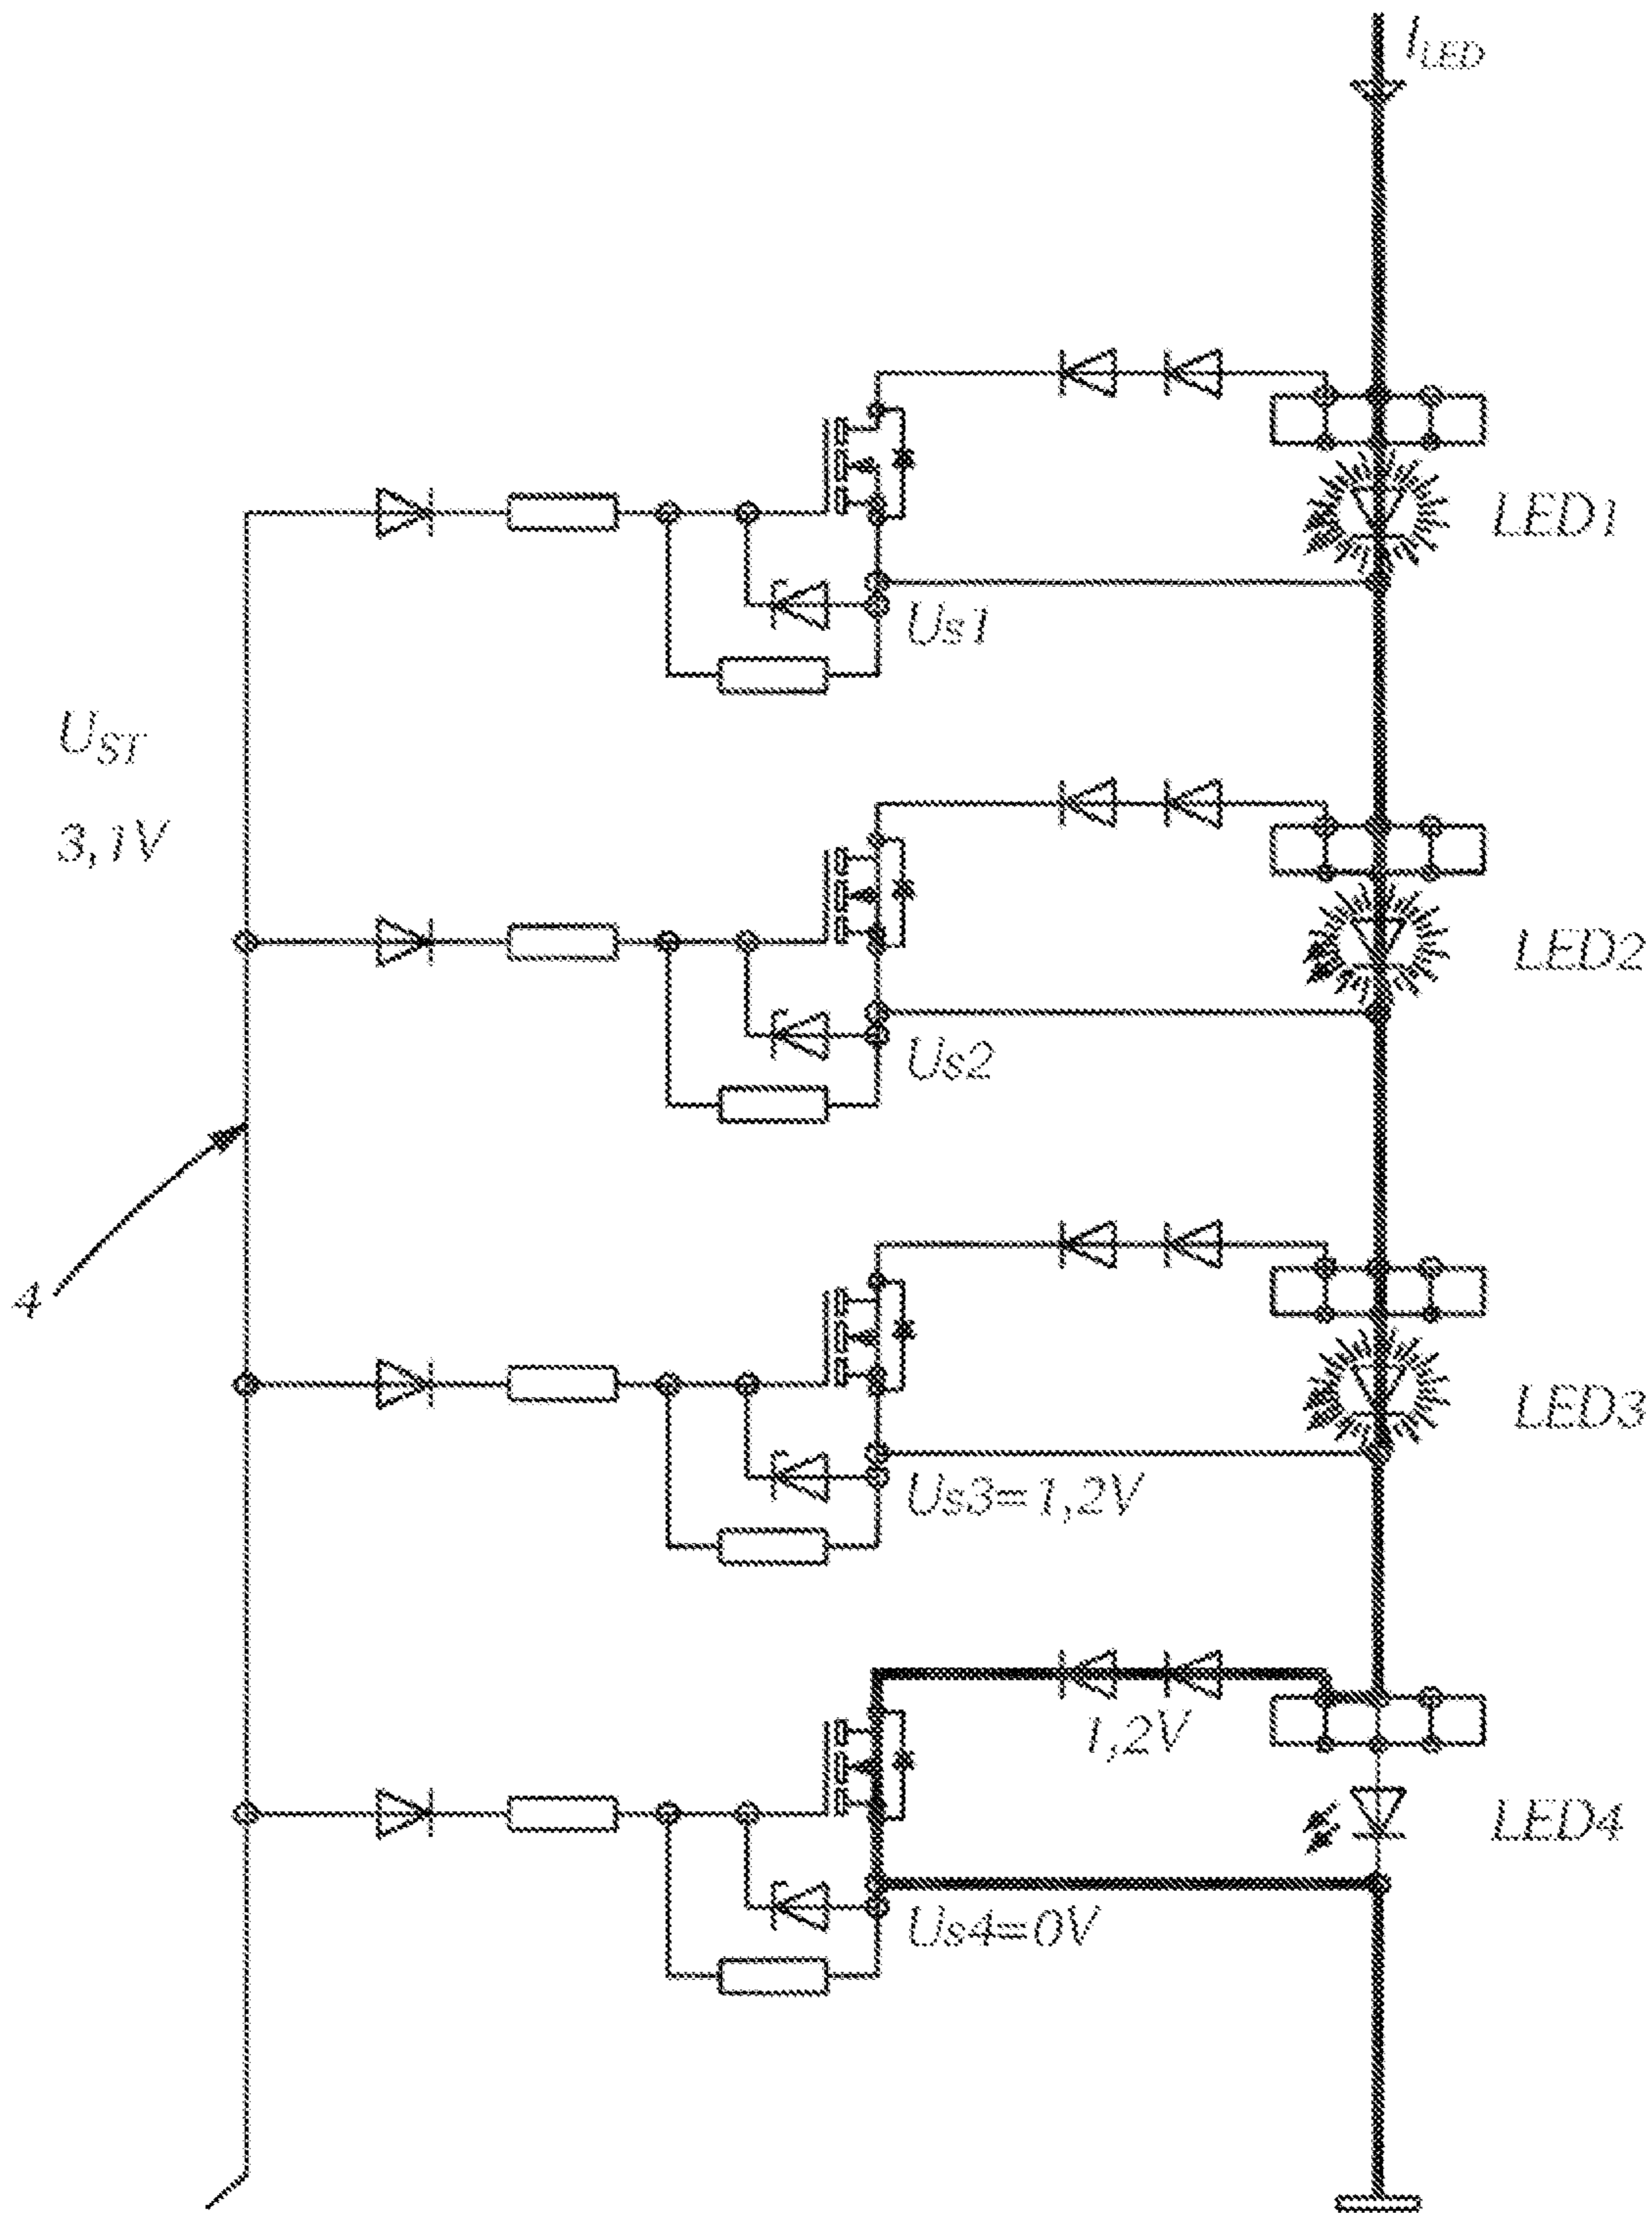 I_LED
LED1
Us1
U_ST
3,1V
LED2
Us2
4
LED3
Us3=1,2V
1,2V
LED4
Us4=0V